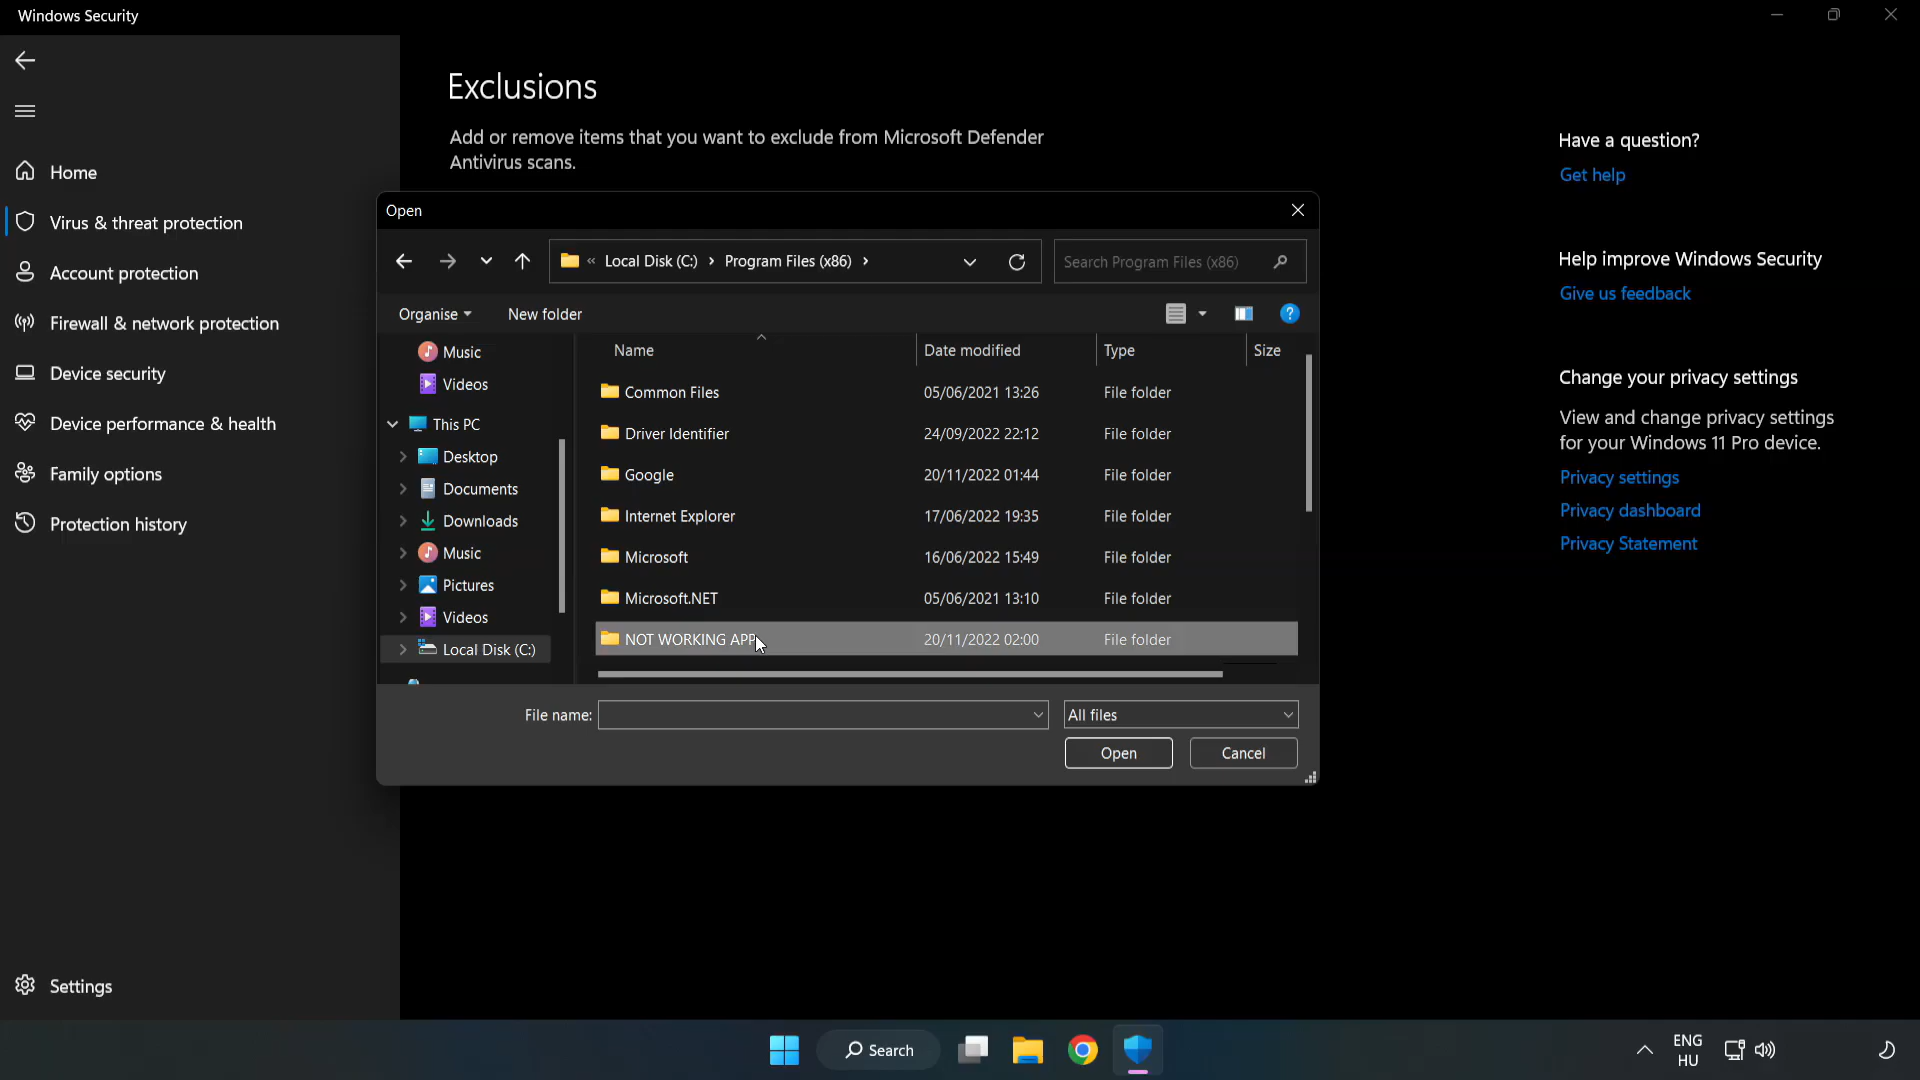 Windows Security
Home
Virus & threat protection
Account protection
Firewall & network protection
Device security
Device performance & health
Family options
Protection history
Settings
Exclusions
Add or remove items that you want to exclude from Microsoft Defender
Antivirus scans.
Open
« Local Disk (C:) › Program Files (x86) ›
Search Program Files (x86)
Organise
New folder
Music
Videos
This PC
Desktop
Documents
Downloads
Music
Pictures
Videos
Local Disk (C:)
Name Date modified Type Size
Common Files 05/06/2021 13:26 File folder
Driver Identifier 24/09/2022 22:12 File folder
Google 20/11/2022 01:44 File folder
Internet Explorer 17/06/2022 19:35 File folder
Microsoft 16/06/2022 15:49 File folder
Microsoft.NET 05/06/2021 13:10 File folder
NOT WORKING APP 20/11/2022 02:00 File folder
File name:
All files
Open
Cancel
Have a question?
Get help
Help improve Windows Security
Give us feedback
Change your privacy settings
View and change privacy settings
for your Windows 11 Pro device.
Privacy settings
Privacy dashboard
Privacy Statement
Search
ENG
HU